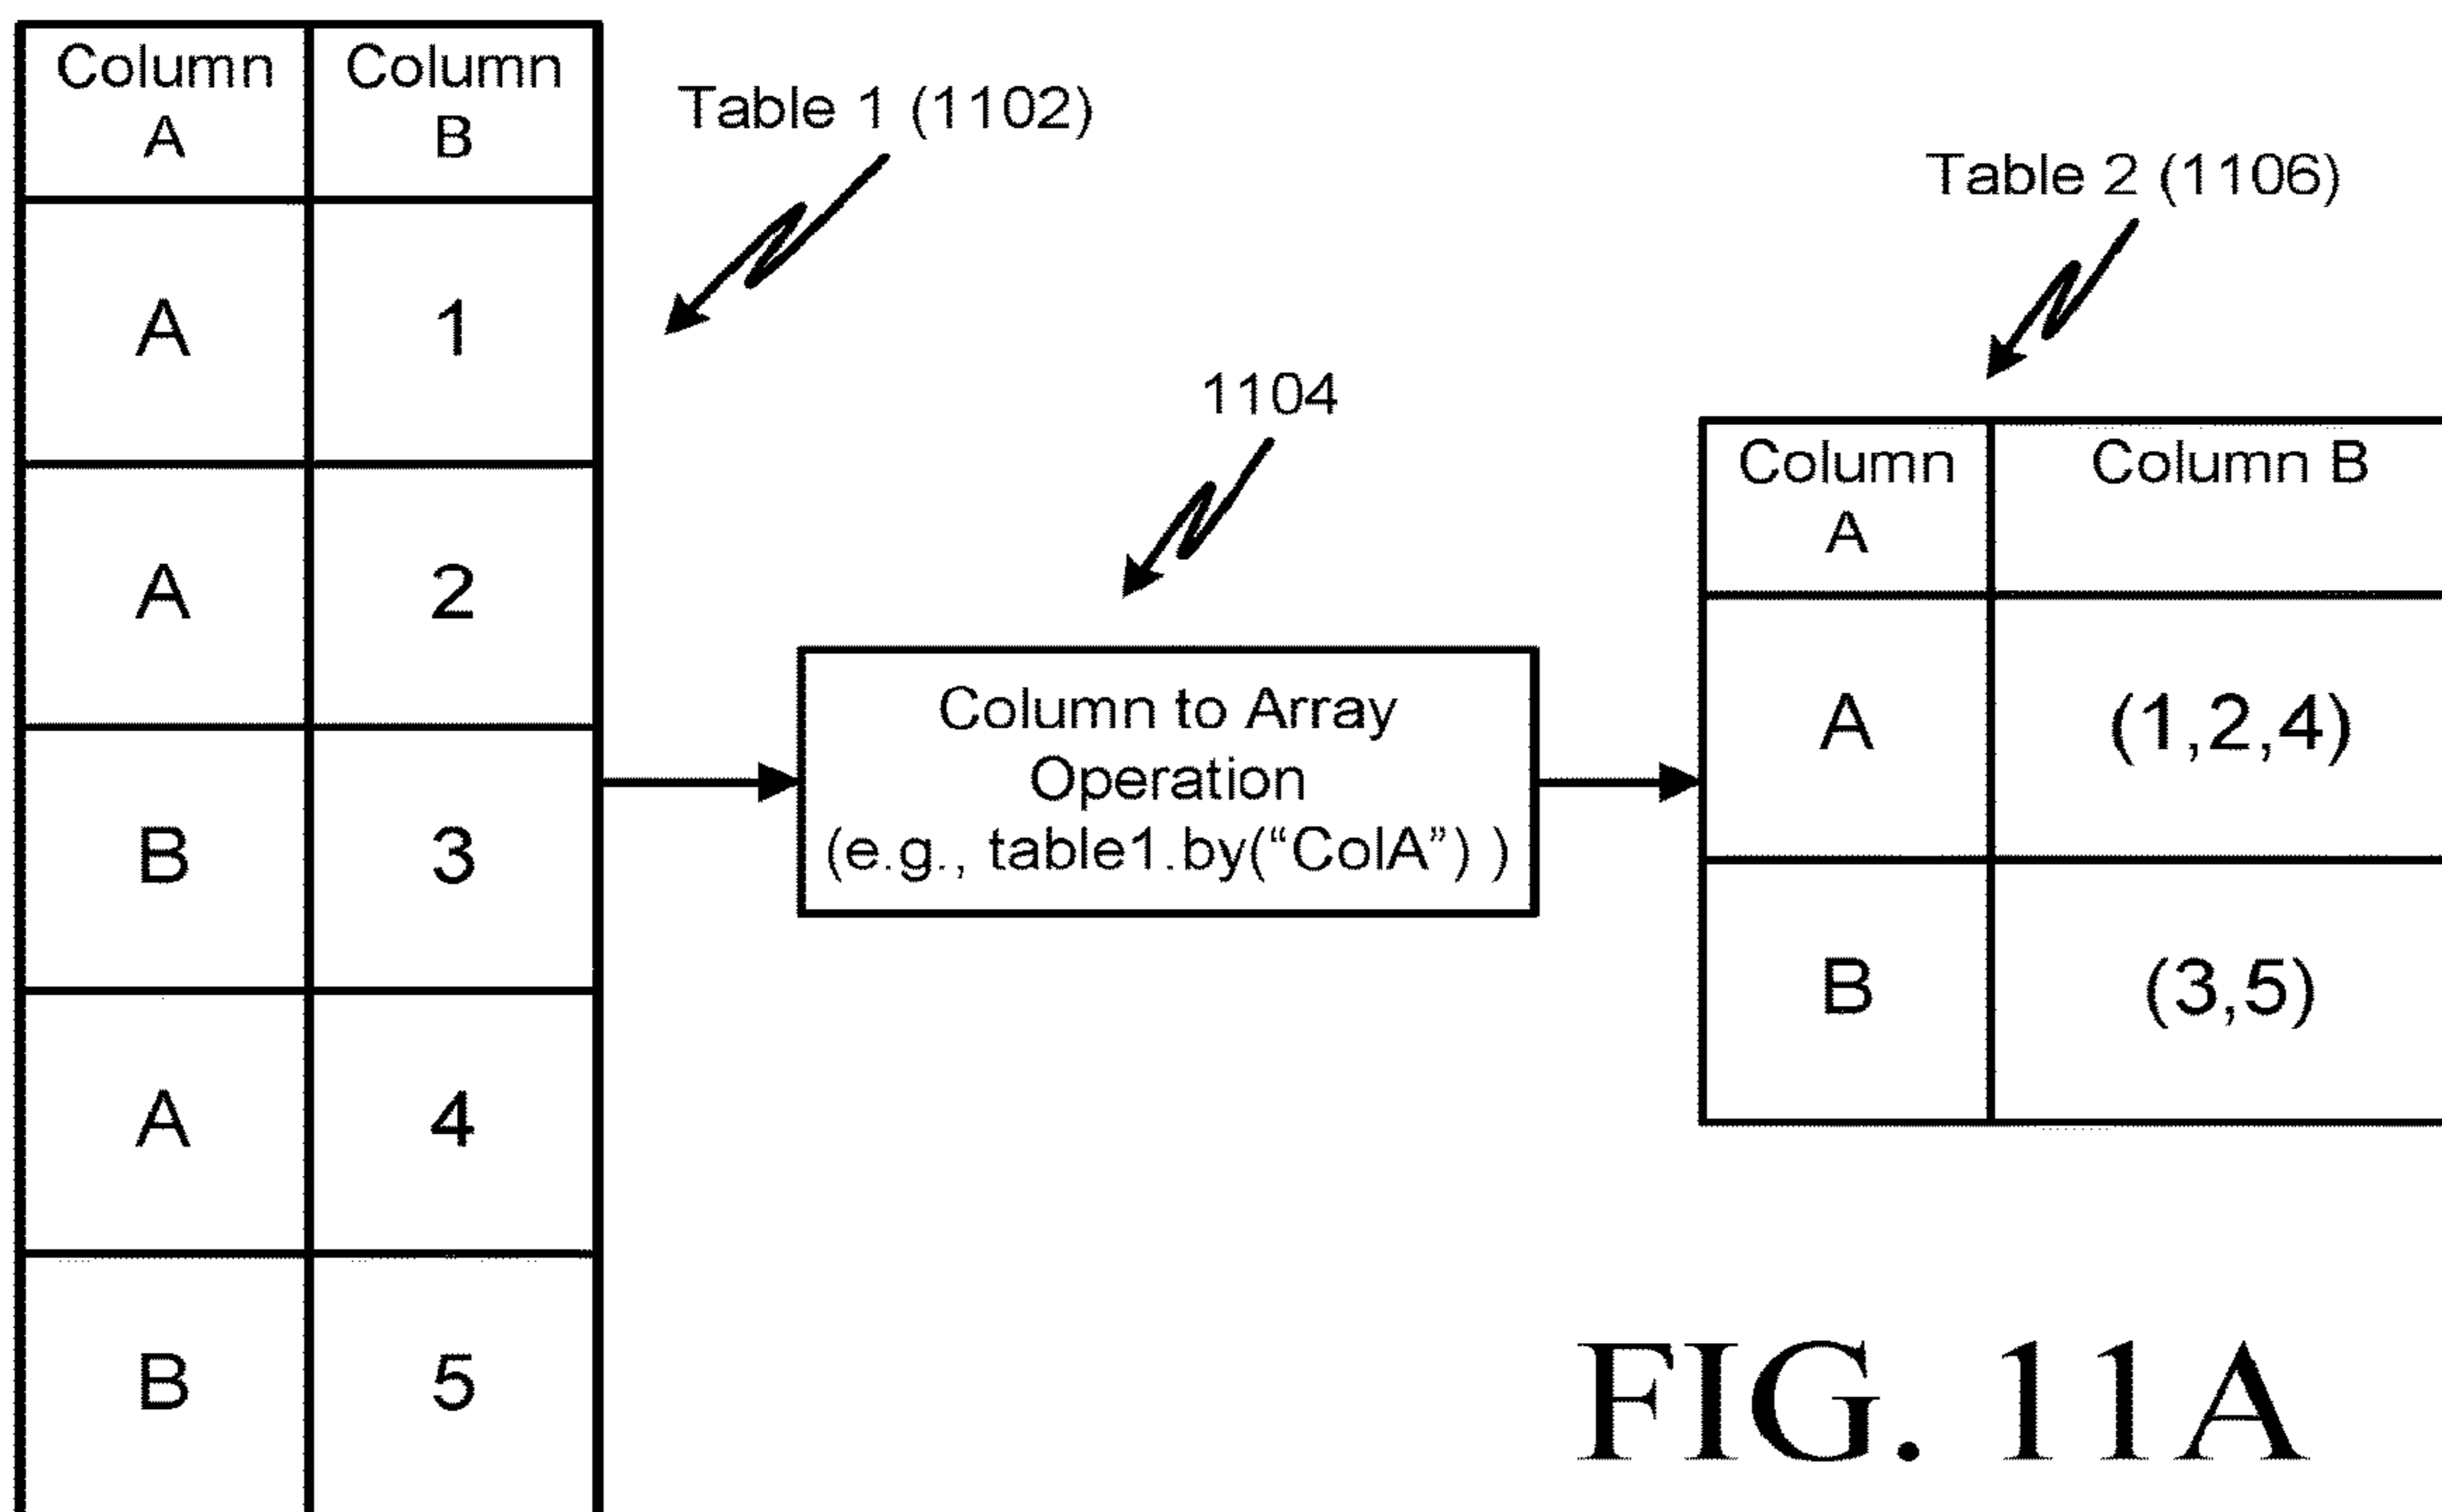 Column
A
Column
B
A
1
A
2
B
3
A
4
B
5
Table 1 (1102)
1104
Column to Array
Operation
(e.g., table1.by(“ColA”) )
Table 2 (1106)
Column
A
Column B
A
(1,2,4)
B
(3,5)
FIG. 11A